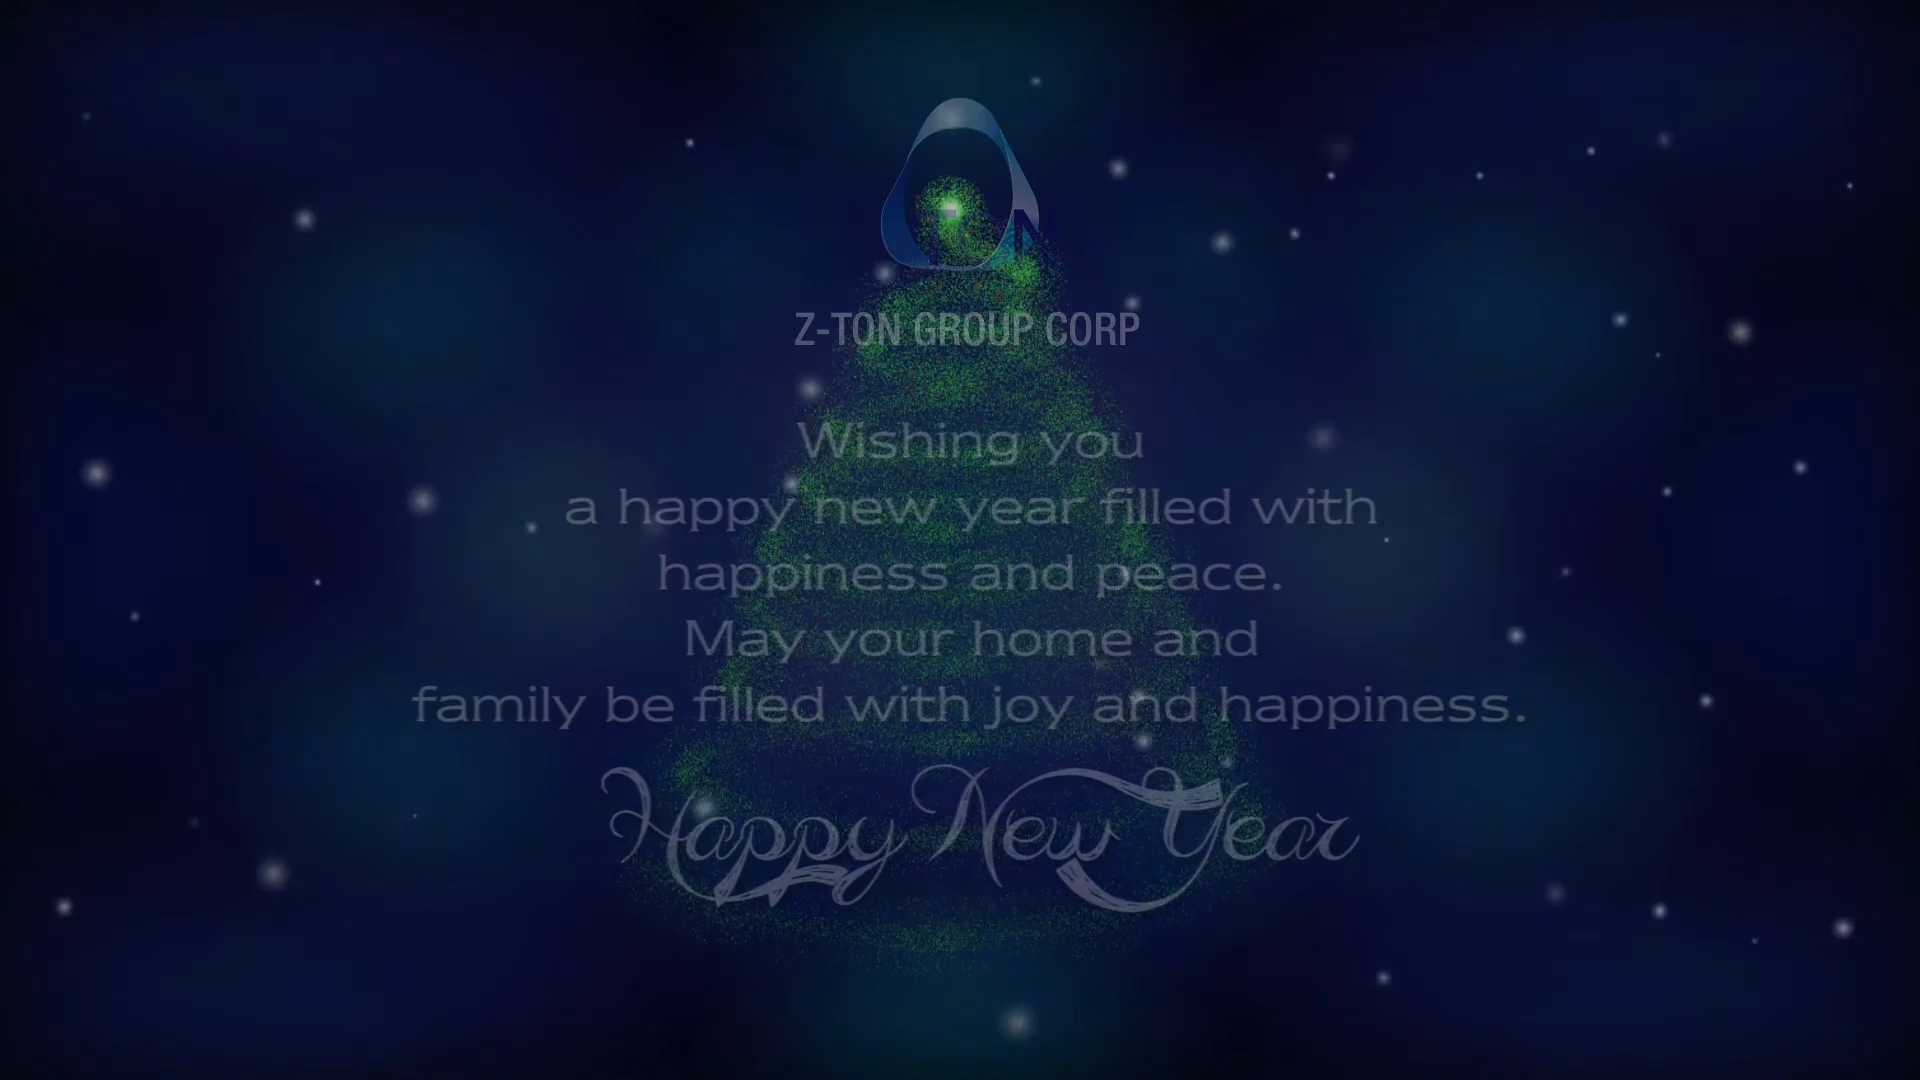 N
Z-TON GROUP CORP
Wishing you
a happy new year filled with
happiness and peace.
May your home and
family be filled with joy and happiness.
Happy New Year